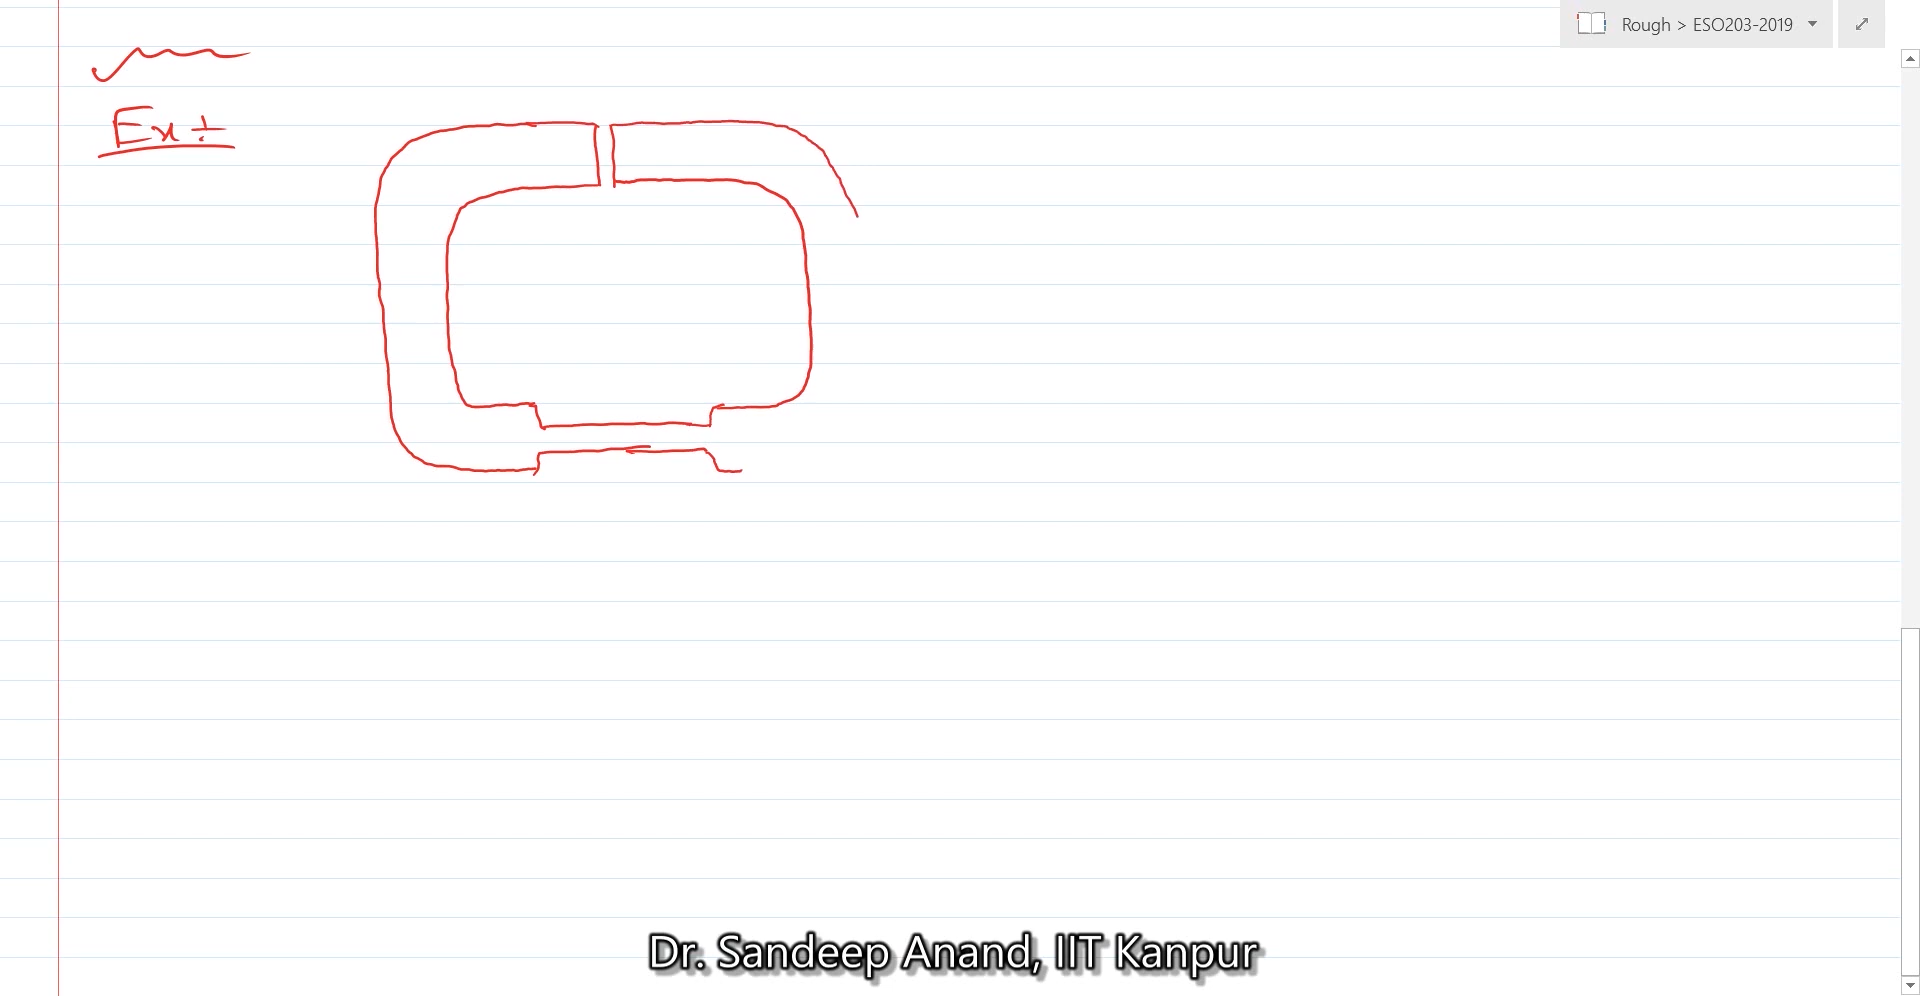 Rough > ESO203-2019
Ex:
Dr. Sandeep Anand, IIT Kanpur